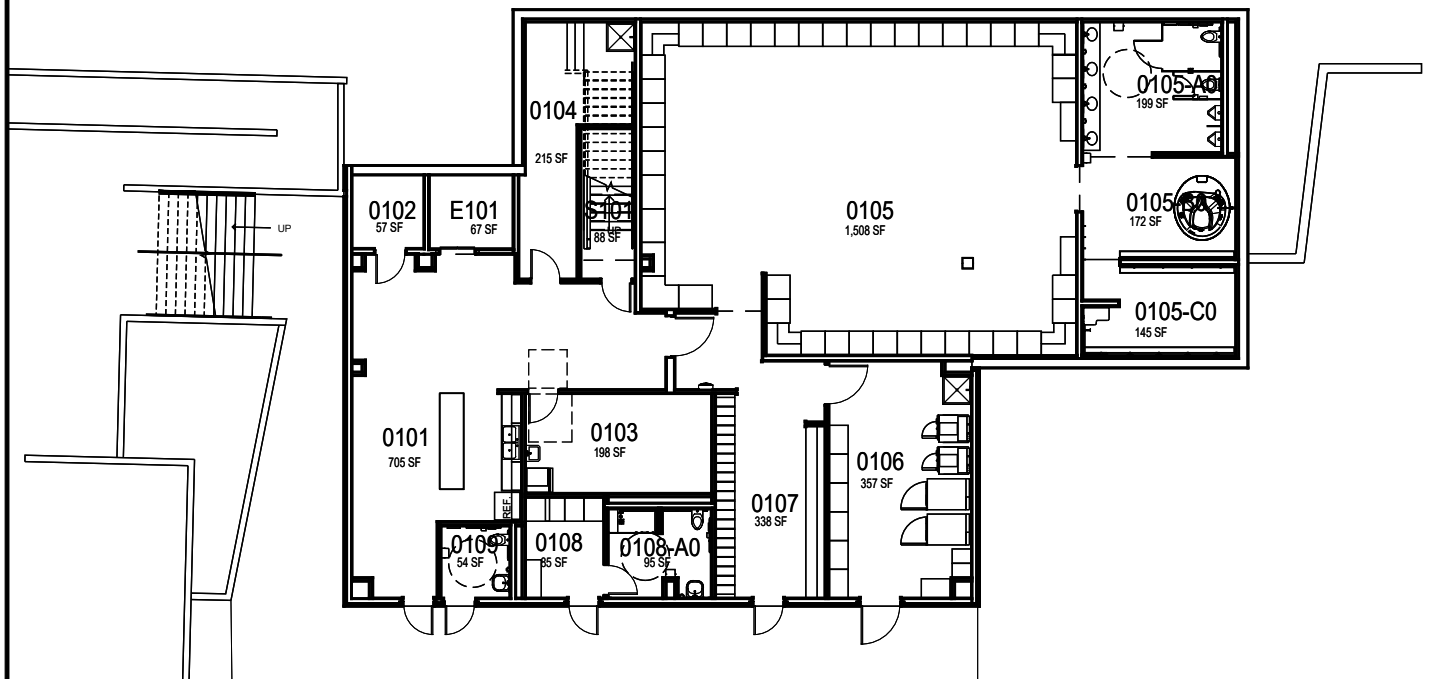 0104
215 SF
0105-A0
199 SF
0102
57 SF
E101
67 SF
S101
88 SF
UP
0105
1,508 SF
0105-B0
172 SF
UP
0105-C0
145 SF
0101
705 SF
0103
198 SF
0106
357 SF
REF.
0107
338 SF
0109
54 SF
0108
85 SF
0108-A0
95 SF